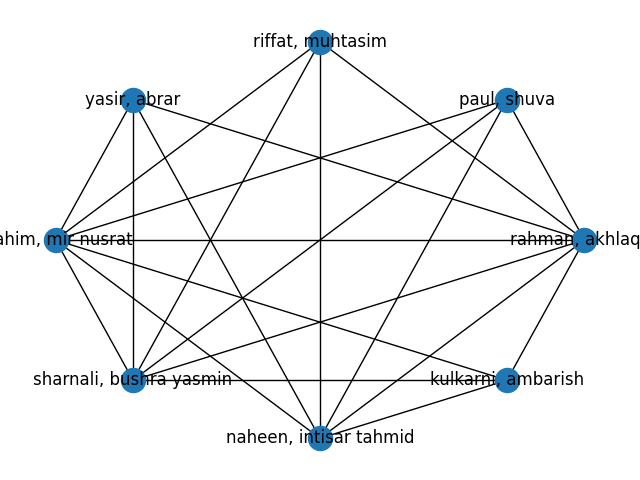 riffat, muhtasim
yasir, abrar
paul, shuva
ahim, mir nusrat
rahman, akhlaq
sharnali, bushra yasmin
kulkarni, ambarish
naheen, intisar tahmid